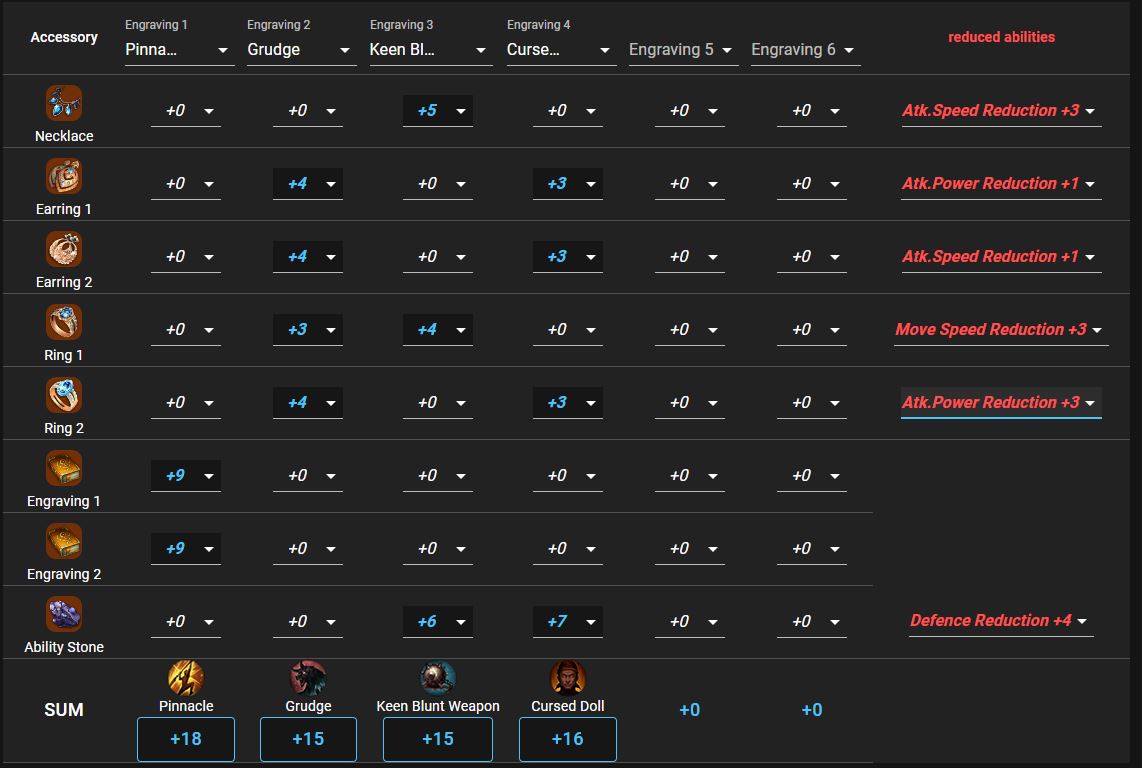 Accessory
Engraving 1 Engraving 2 Engraving 3 Engraving 4
Pinna... Grudge Keen Bl... Curse... Engraving 5 Engraving 6 reduced abilities
+0 +0 +5 +0 +0 +0 Atk.Speed Reduction +3
Necklace
+0 +4 +0 +3 +0 +0 Atk.Power Reduction +1
Earring 1
+0 +4 +0 +3 +0 +0 Atk.Speed Reduction +1
Earring 2
+0 +3 +4 +0 +0 +0 Move Speed Reduction +3
Ring 1
+0 +4 +0 +3 +0 +0 Atk.Power Reduction +3
Ring 2
+9 +0 +0 +0 +0 +0
Engraving 1
+9 +0 +0 +0 +0 +0
Engraving 2
+0 +0 +6 +7 +0 +0 Defence Reduction +4
Ability Stone
SUM
Pinnacle Grudge Keen Blunt Weapon Cursed Doll +0 +0
+18 +15 +15 +16